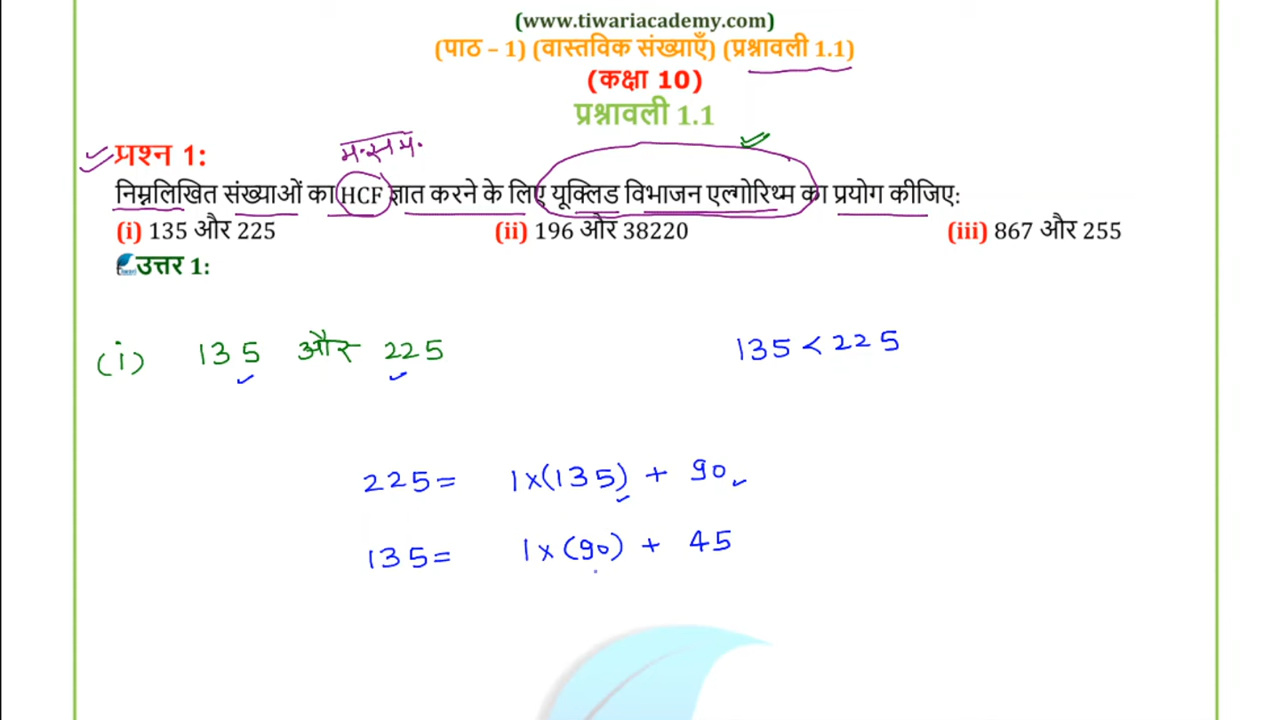 (www.tiwariacademy.com)
(पाठ – 1) (वास्तविक संख्याएँ) (प्रश्नावली 1.1)
(कक्षा 10)
प्रश्नावली 1.1
प्रश्न 1:
म.स.म.
निम्नलिखित संख्याओं का HCF ज्ञात करने के लिए यूक्लिड विभाजन एल्गोरिथ्म का प्रयोग कीजिए:
(i) 135 और 225 (ii) 196 और 38220 (iii) 867 और 255
उत्तर 1:
(i) 135 और 225 135 < 225
225 = 1×(135) + 90
135 = 1×(90) + 45